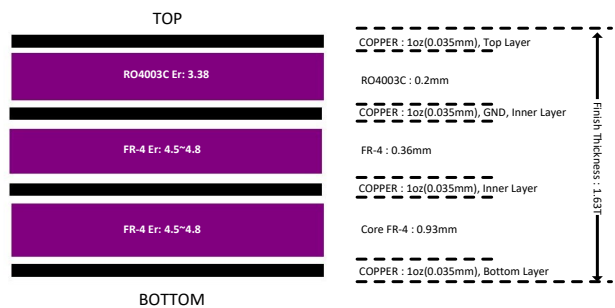 TOP
COPPER : 1oz(0.035mm), Top Layer
RO4003C Er: 3.38
RO4003C : 0.2mm
COPPER : 1oz(0.035mm), GND, Inner Layer
FR-4 Er: 4.5~4.8
FR-4 : 0.36mm
COPPER : 1oz(0.035mm), Inner Layer
FR-4 Er: 4.5~4.8
Core FR-4 : 0.93mm
COPPER : 1oz(0.035mm), Bottom Layer
BOTTOM
Finish Thickness : 1.63T